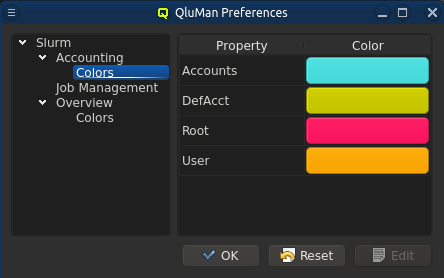 QluMan Preferences
Slurm
Accounting
Colors
Job Management
Overview
Colors
Property Color
Accounts
DefAcct
Root
User
OK Reset Edit